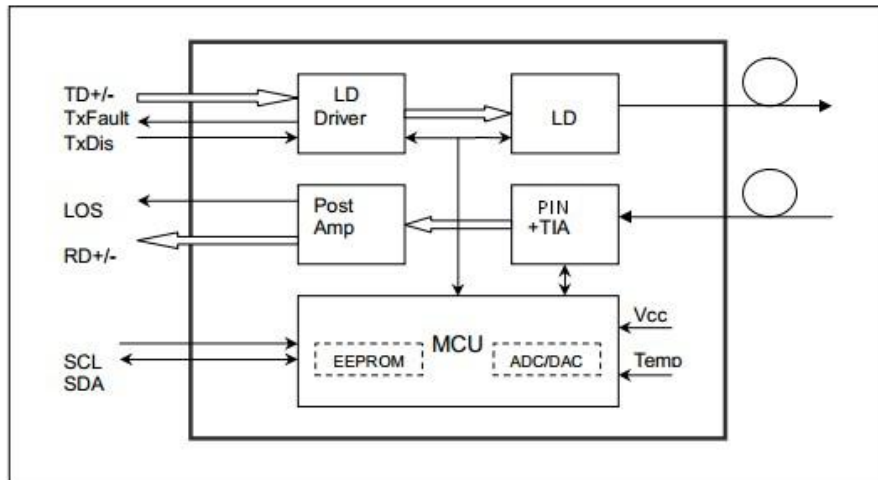 TD+/-
TxFault
TxDis
LD
Driver
LD
LOS
RD+/-
Post
Amp
PIN
+TIA
SCL
SDA
MCU
EEPROM
ADC/DAC
Vcc
Temp